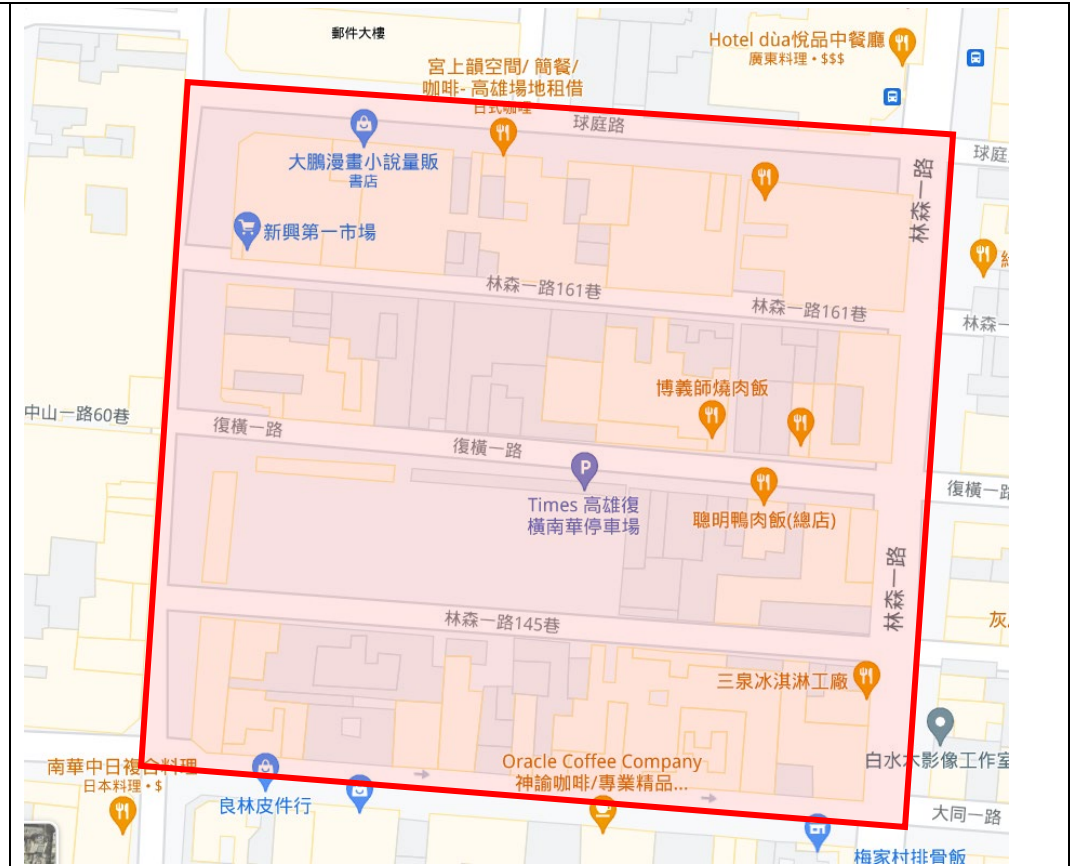 郵件大樓
Hotel dùa悅品中餐廳
廣東料理・$$$
宮上韻空間/ 簡餐/
咖啡- 高雄場地租借
日式咖哩
球庭路
球庭
大鵬漫畫小說量販
書店
林森一路
新興第一市場
林森一路161巷
林森一路161巷
林森一
博義師燒肉飯
中山一路60巷
復橫一路
復橫一路
復橫一路
Times 高雄復
橫南華停車場
聰明鴨肉飯(總店)
林森一路
林森一路145巷
灰
三泉冰淇淋工廠
白水木影像工作室
南華中日複合料理
日本料理・$
Oracle Coffee Company
神諭咖啡/專業精品...
良林皮件行
大同一路
梅家村排骨飯